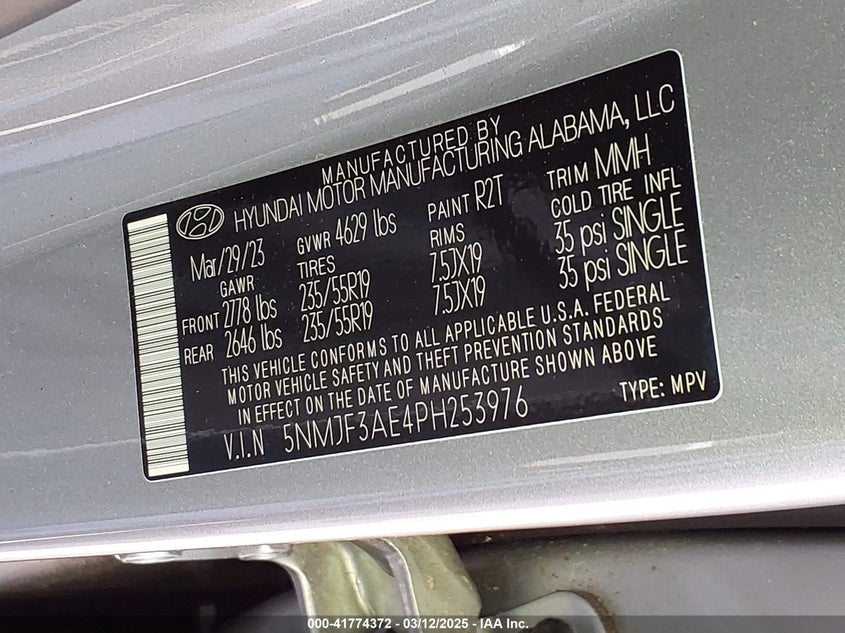 MANUFACTURED BY
HYUNDAI MOTOR MANUFACTURING ALABAMA, LLC
Mar/29/23 GVWR 4629 lbs PAINT R2T TRIM MMH
GAWR TIRES RIMS COLD TIRE INFL
FRONT 2778 lbs 235/55R19 7.5JX19 35 psi SINGLE
REAR 2646 lbs 235/55R19 7.5JX19 35 psi SINGLE
THIS VEHICLE CONFORMS TO ALL APPLICABLE U.S.A. FEDERAL
MOTOR VEHICLE SAFETY AND THEFT PREVENTION STANDARDS
IN EFFECT ON THE DATE OF MANUFACTURE SHOWN ABOVE
V.I.N 5NMJF3AE4PH253976 TYPE: MPV
000-41774372 - 03/12/2025 - IAA Inc.